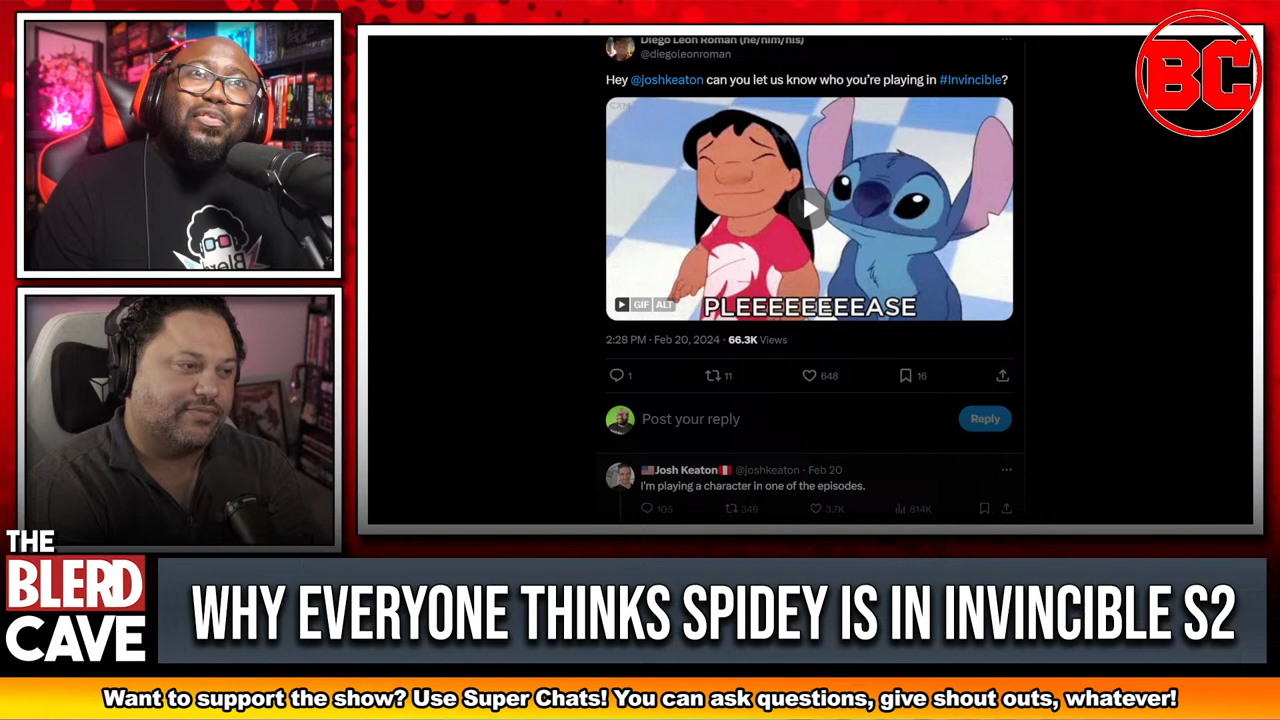 Diego Leon Roman (he/him/his)
@diegoleonroman
Hey @joshkeaton can you let us know who you're playing in #Invincible?
PLEEEEEEEEASE
GIF ALT
2:28 PM · Feb 20, 2024 · 66.3K Views
1 11 648 16
Post your reply
Reply
Josh Keaton @joshkeaton · Feb 20
I'm playing a character in one of the episodes.
105 349 3.7K 814K
BC
THE
BLERD
CAVE
WHY EVERYONE THINKS SPIDEY IS IN INVINCIBLE S2
Want to support the show? Use Super Chats! You can ask questions, give shout outs, whatever!